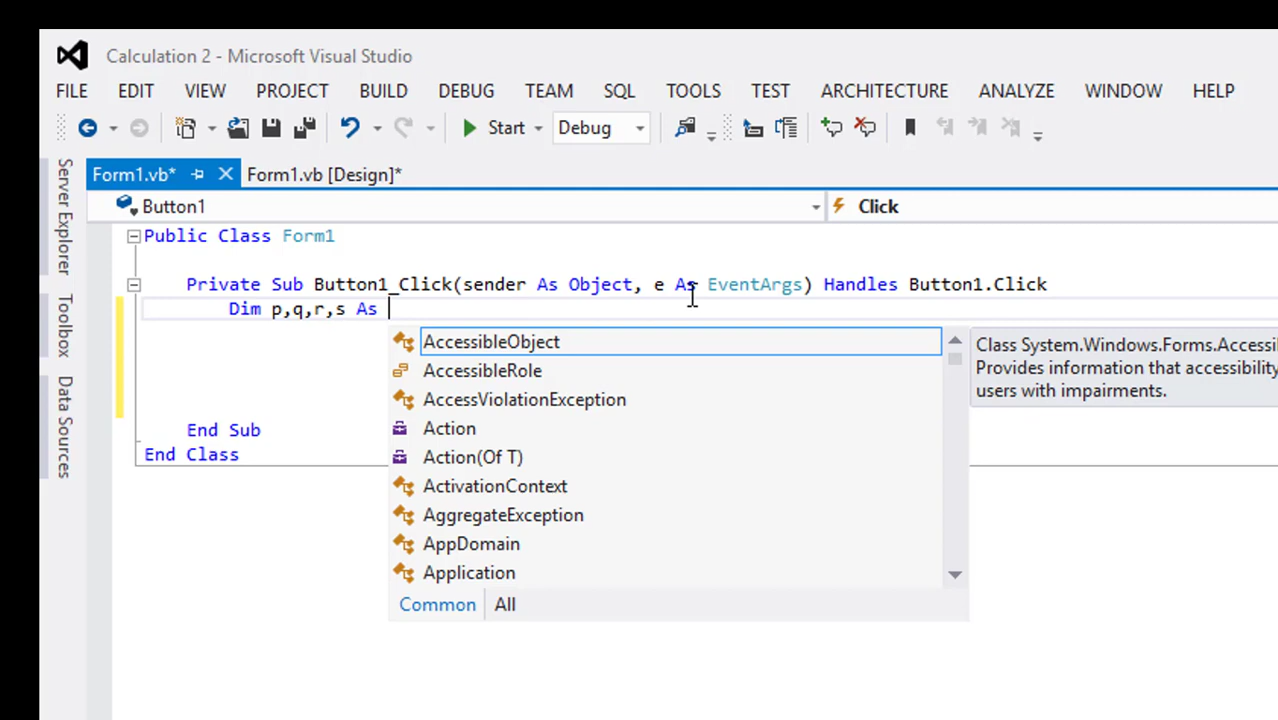 Calculation 2 - Microsoft Visual Studio
FILE EDIT VIEW PROJECT BUILD DEBUG TEAM SQL TOOLS TEST ARCHITECTURE ANALYZE WINDOW HELP
Start Debug
Server Explorer
Toolbox
Data Sources
Form1.vb* Form1.vb [Design]*
Button1 Click
Public Class Form1
Private Sub Button1_Click(sender As Object, e As EventArgs) Handles Button1.Click
Dim p,q,r,s As
AccessibleObject
AccessibleRole
AccessViolationException
Action
Action(Of T)
ActivationContext
AggregateException
AppDomain
Application
Common All
Class System.Windows.Forms.Accessi
Provides information that accessibility
users with impairments.
End Sub
End Class